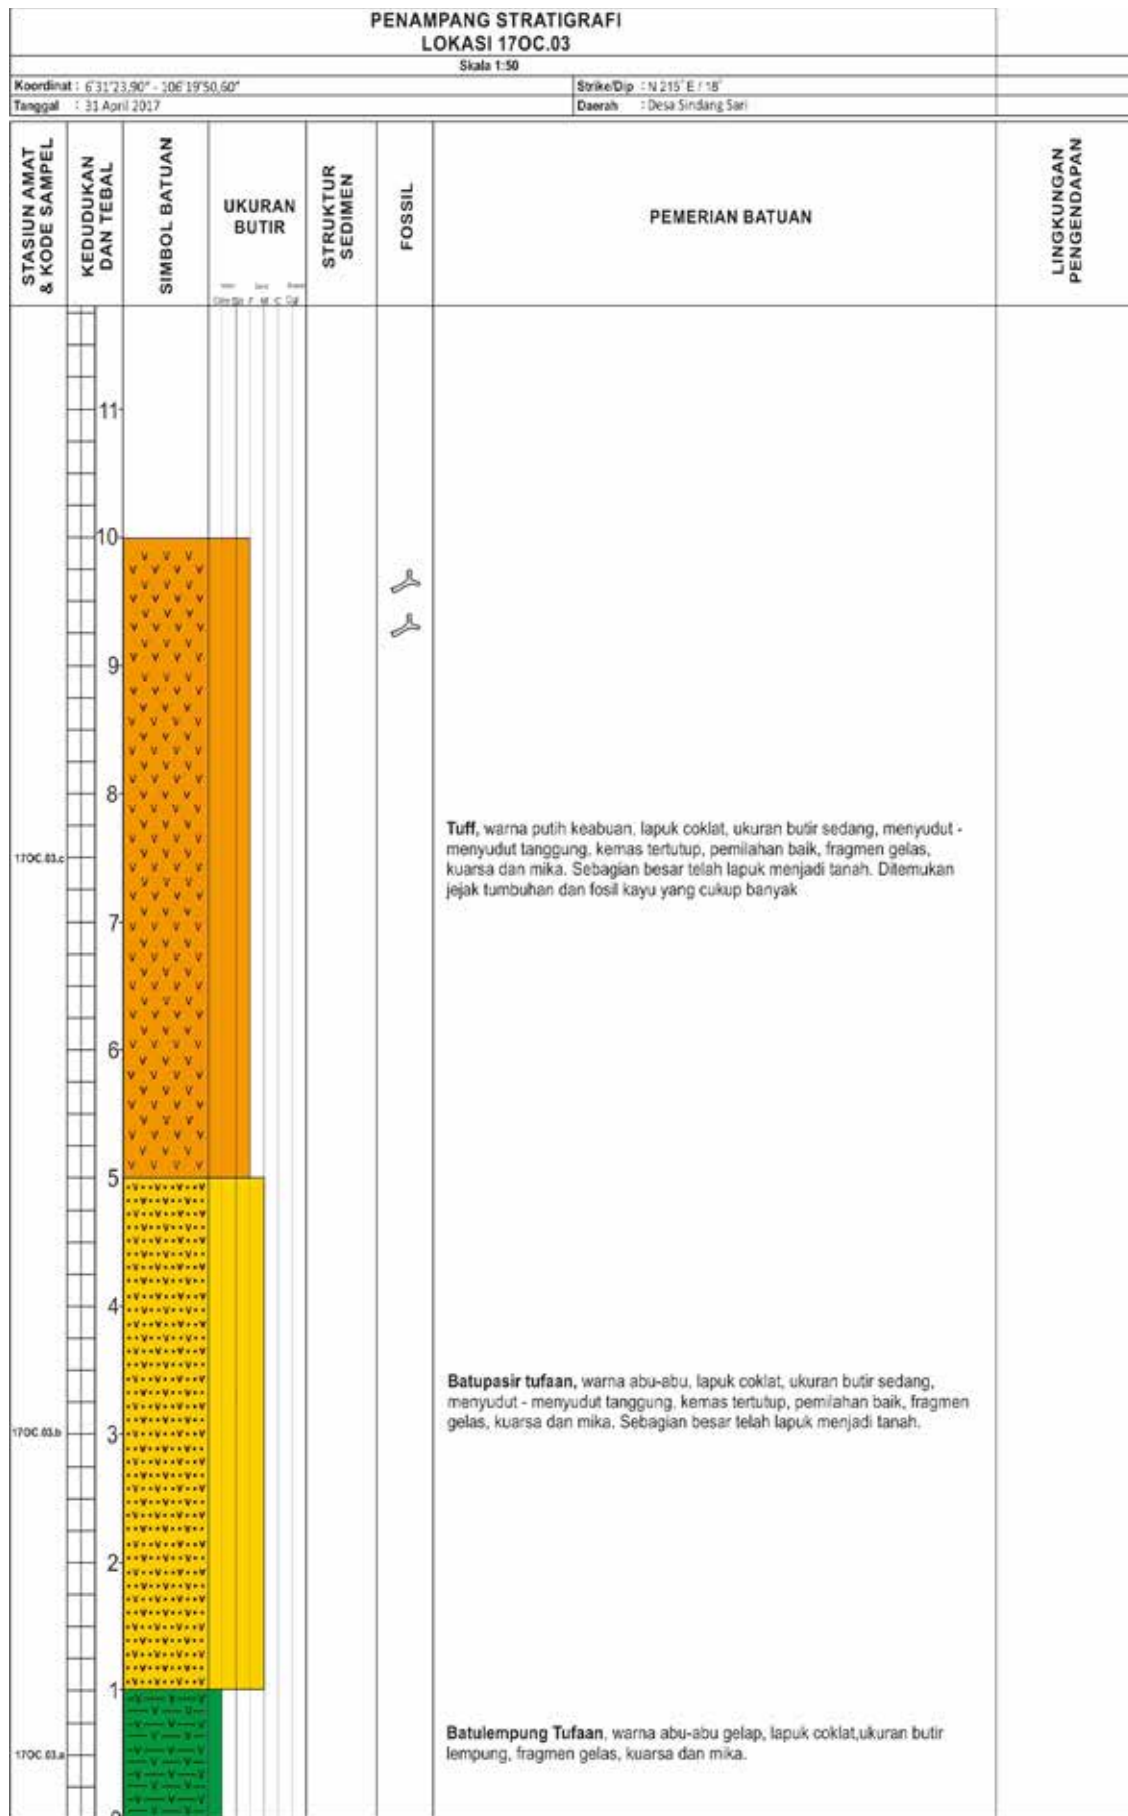 PENAMPANG STRATIGRAFI
LOKASI 17OC.03
Skala 1:50
Koordinat : 6°31'23,90" - 106°19'50,60"
Strike/Dip : N 215° E / 18°
Tanggal : 31 April 2017
Daerah : Desa Sindang Sari
STASIUN AMAT
& KODE SAMPEL
KEDUDUKAN
DAN TEBAL
SIMBOL BATUAN
UKURAN
BUTIR
STRUKTUR
SEDIMEN
FOSSIL
PEMERIAN BATUAN
LINGKUNGAN
PENGENDAPAN
11
10
9
8
Tuff, warna putih keabuan, lapuk coklat, ukuran butir sedang, menyudut -
menyudut tanggung, kemas tertutup, pemilahan baik, fragmen gelas,
17OC.03.c
kuarsa dan mika. Sebagian besar telah lapuk menjadi tanah. Ditemukan
jejak tumbuhan dan fosil kayu yang cukup banyak
7
6
5
4
Batupasir tufaan, warna abu-abu, lapuk coklat, ukuran butir sedang,
menyudut - menyudut tanggung, kemas tertutup, pemilahan baik, fragmen
gelas, kuarsa dan mika. Sebagian besar telah lapuk menjadi tanah.
17OC.03.b
3
2
1
Batulempung Tufaan, warna abu-abu gelap, lapuk coklat,ukuran butir
lempung, fragmen gelas, kuarsa dan mika.
17OC.03.a
0